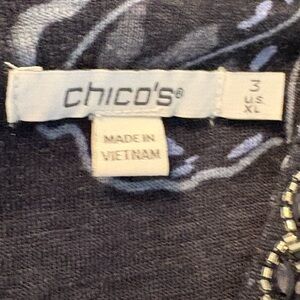 chico's®
3
U.S.
XL
MADE IN
VIETNAM